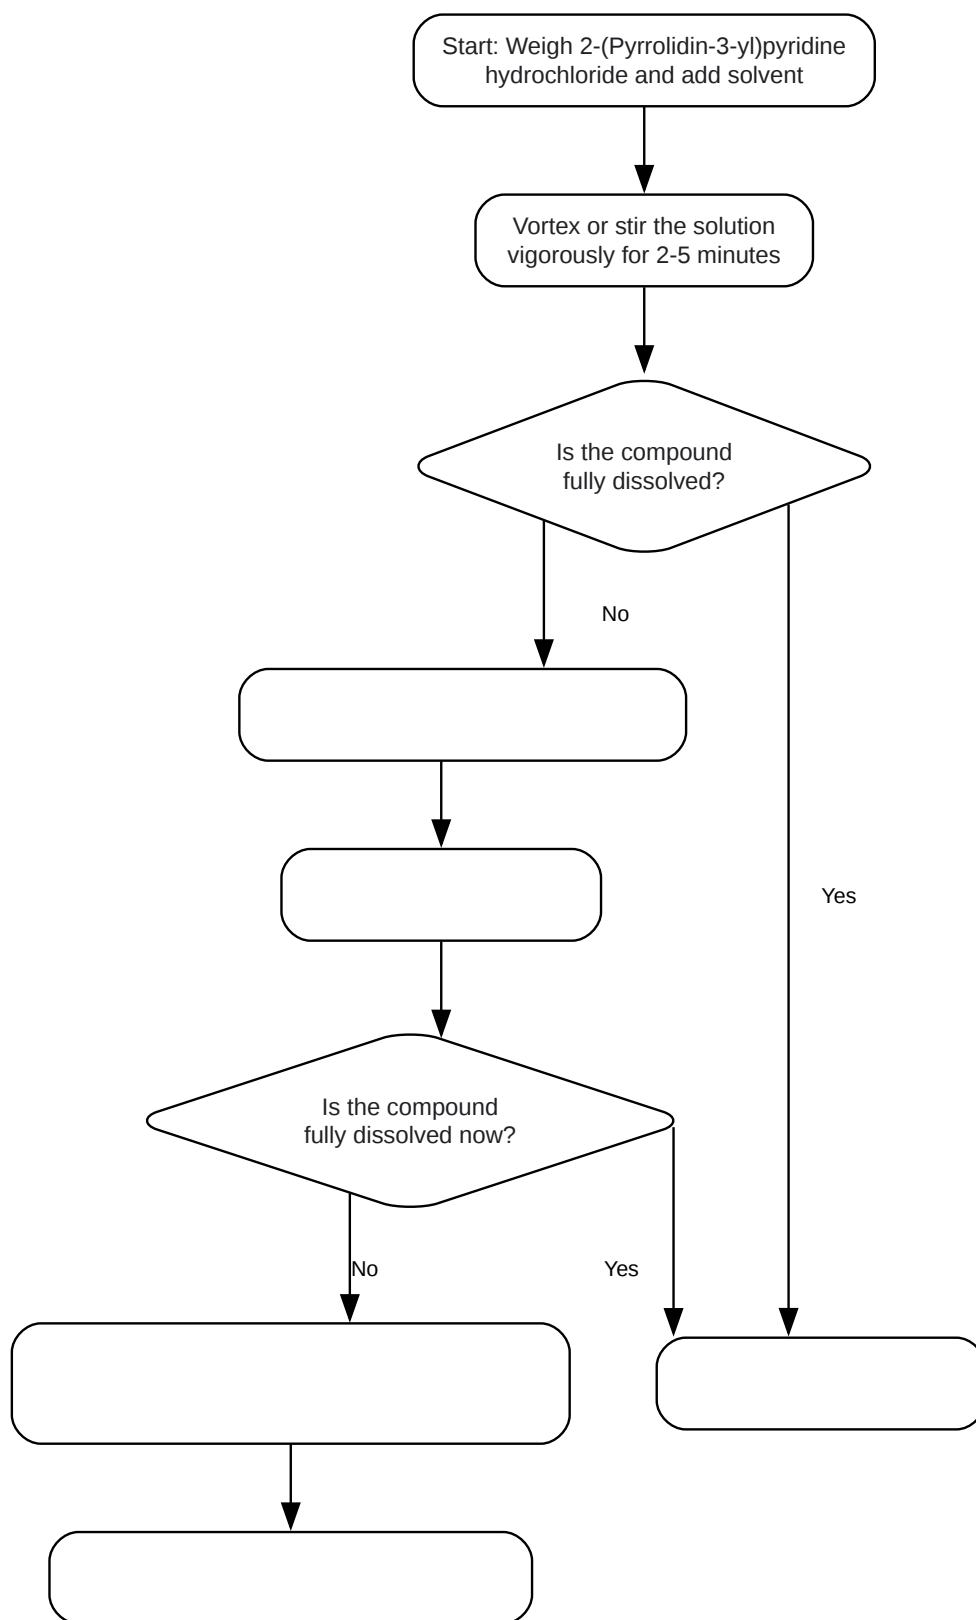 Start: Weigh 2-(Pyrrolidin-3-yl)pyridine
hydrochloride and add solvent
Vortex or stir the solution
vigorously for 2-5 minutes
Is the compound
fully dissolved?
No
Yes
Is the compound
fully dissolved now?
No
Yes